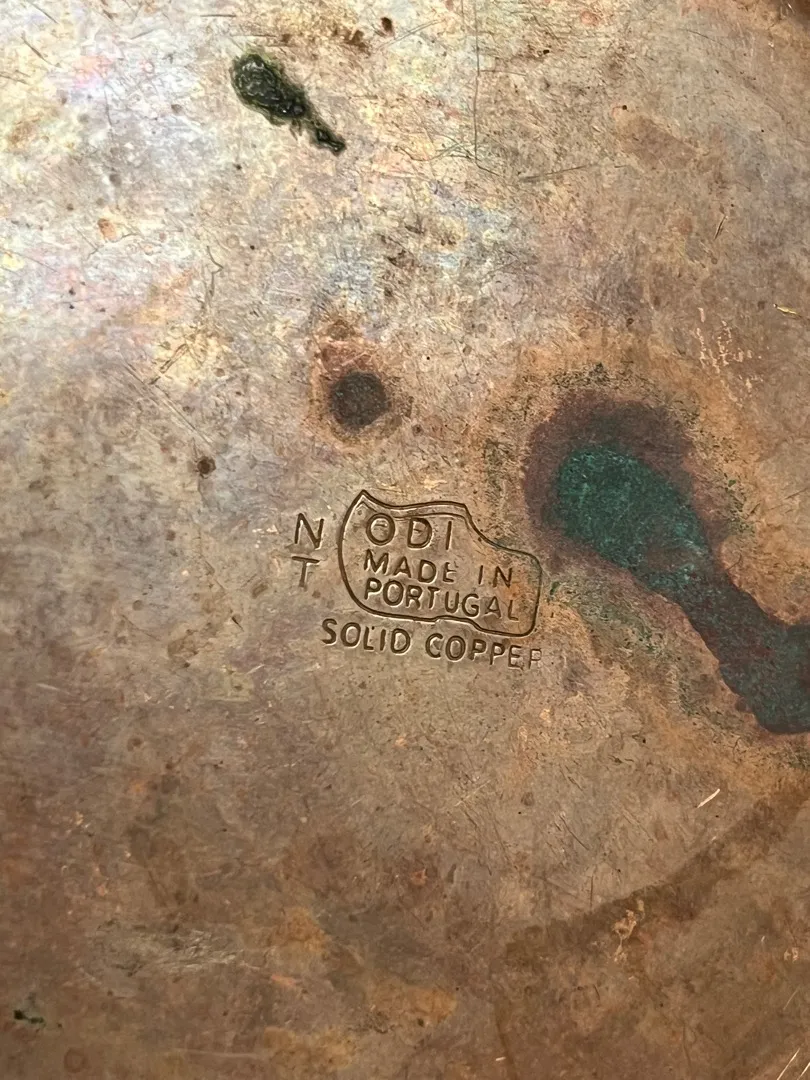 N ODI
T MADE IN
PORTUGAL
SOLID COPPER